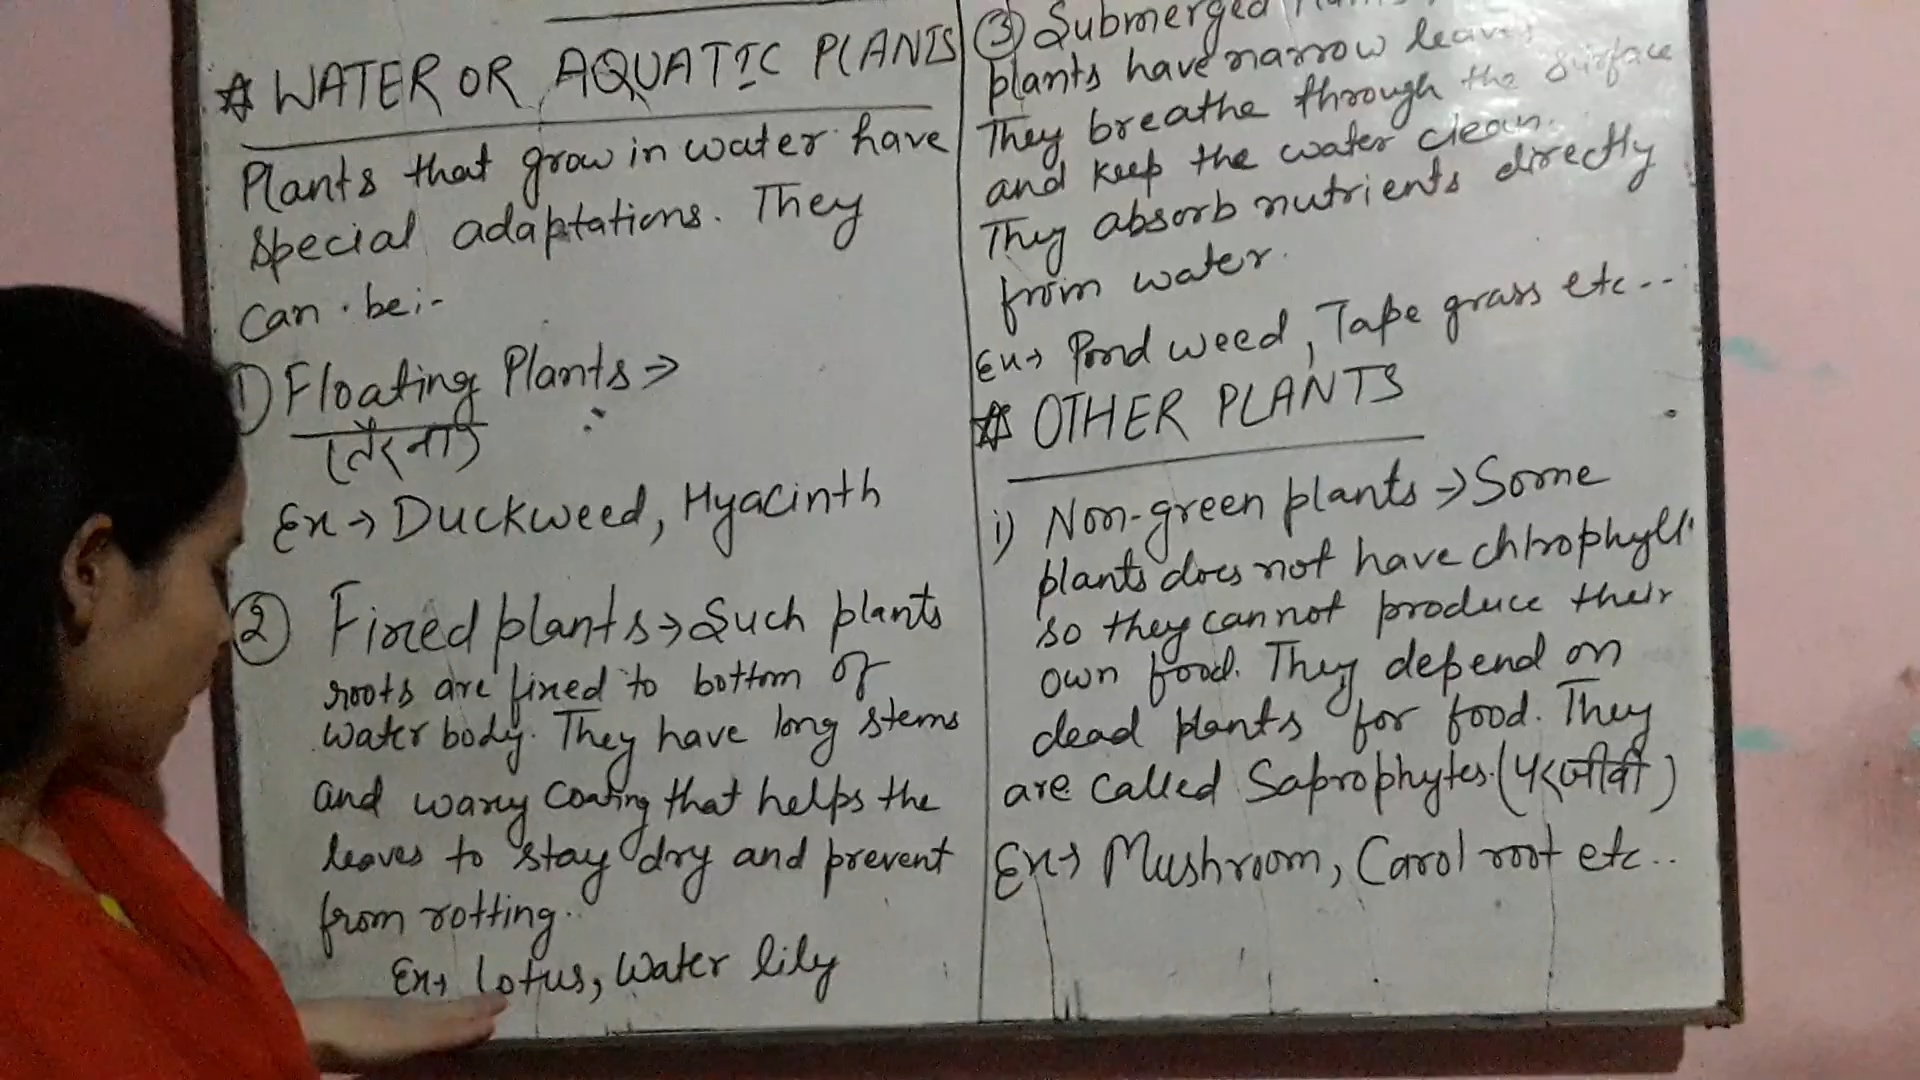 ☆ WATER OR AQUATIC PLANTS
Plants that grow in water have
special adaptations. They
can be:-
1) Floating Plants →
(तैरना)
Ex → Duckweed, Hyacinth
2) Fixed plants → Such plants
roots are fixed to bottom of
water body. They have long stems
and waxy coating that helps the
leaves to stay dry and prevent
from rotting.
Ex → Lotus, Water lily
3) Submerged
plants have narrow leaves
They breathe through the surface
and keep the water clean.
They absorb nutrients directly
from water.
Ex → Pond weed, Tape grass etc..
☆ OTHER PLANTS
i) Non-green plants → Some
plants does not have chlrophyll
so they cannot produce their
own food. They depend on
dead plants for food. They
are called Saprophytes. (परजीवी)
Ex → Mushroom, Carol root etc..